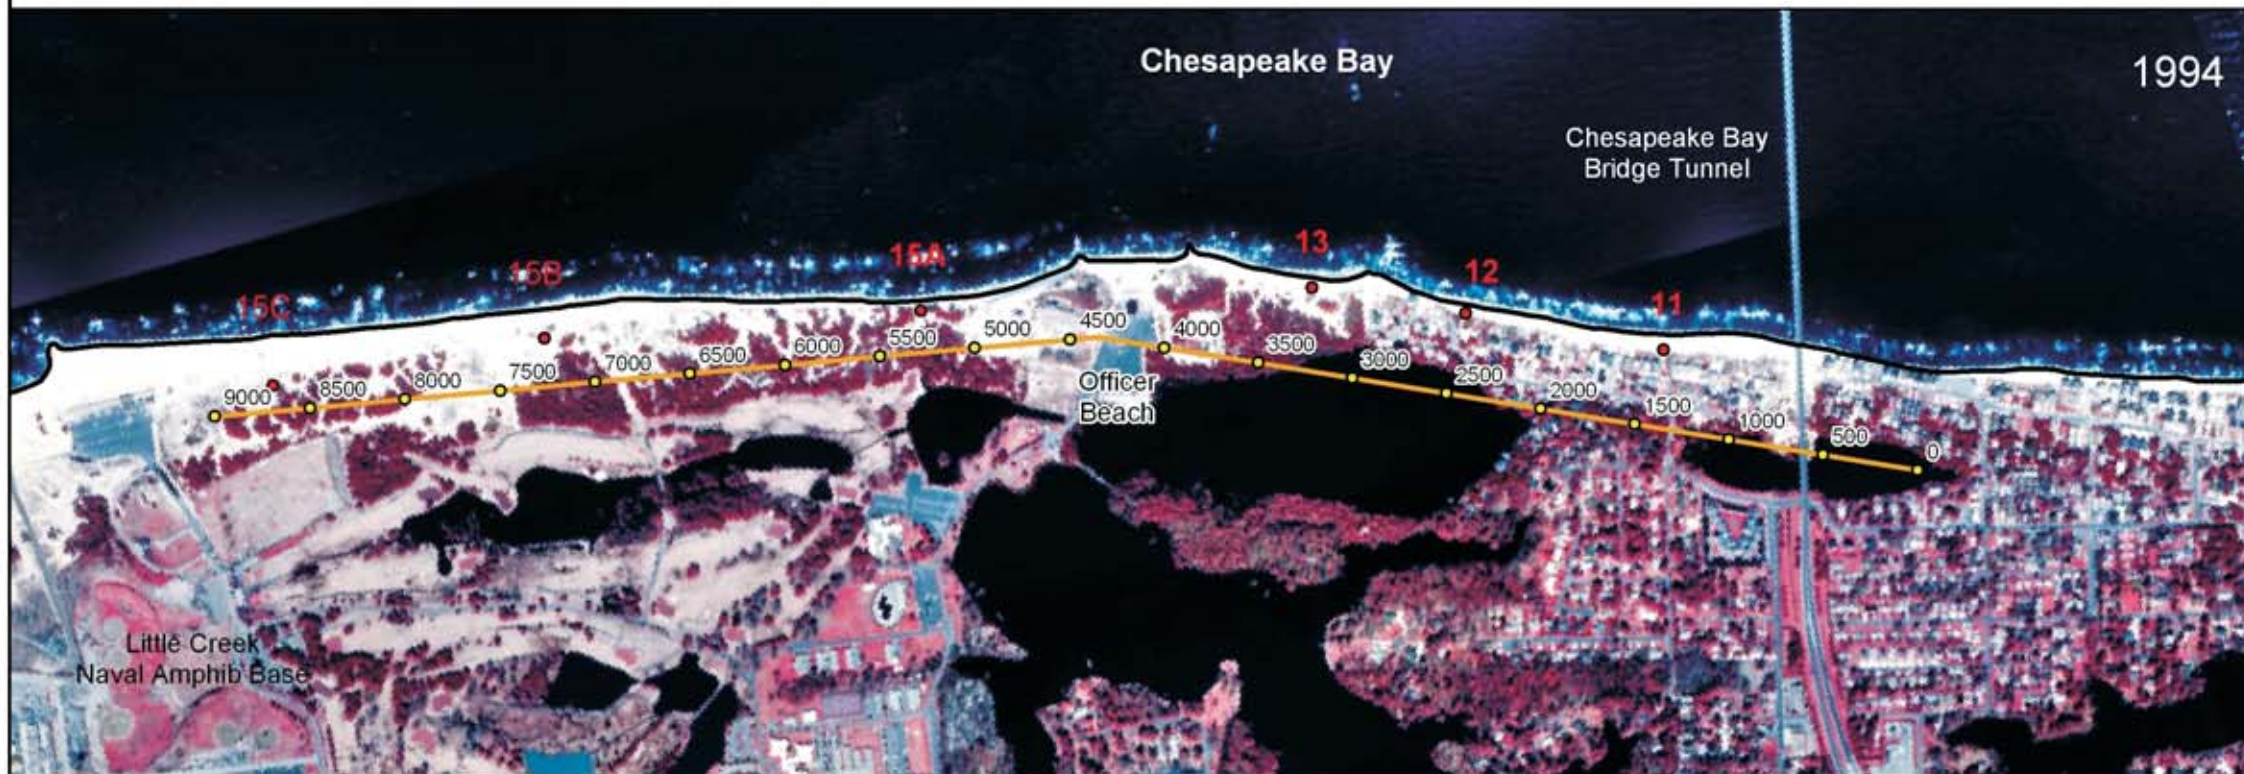 Chesapeake Bay
1994
Chesapeake Bay
Bridge Tunnel
13
15A
12
15B
11
15C
4500
4000
5000
5500
3500
6000
6500
3000
7000
7500
2500
8000
2000
8500
9000
1500
1000
500
0
Officer
Beach
Little Creek
Naval Amphib Base